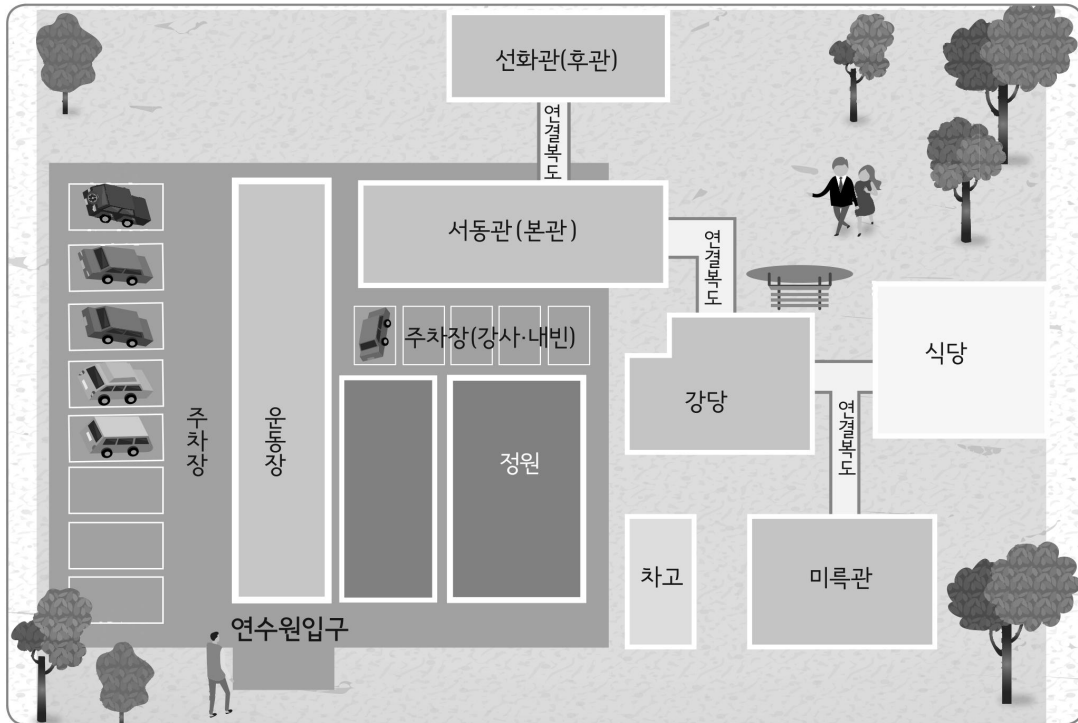 선화관(후관)
연결복도
서동관(본관)
연결복도
주차장(강사·내빈)
식당
강당
주차장
운동장
연결복도
정원
차고
미륵관
연수원입구